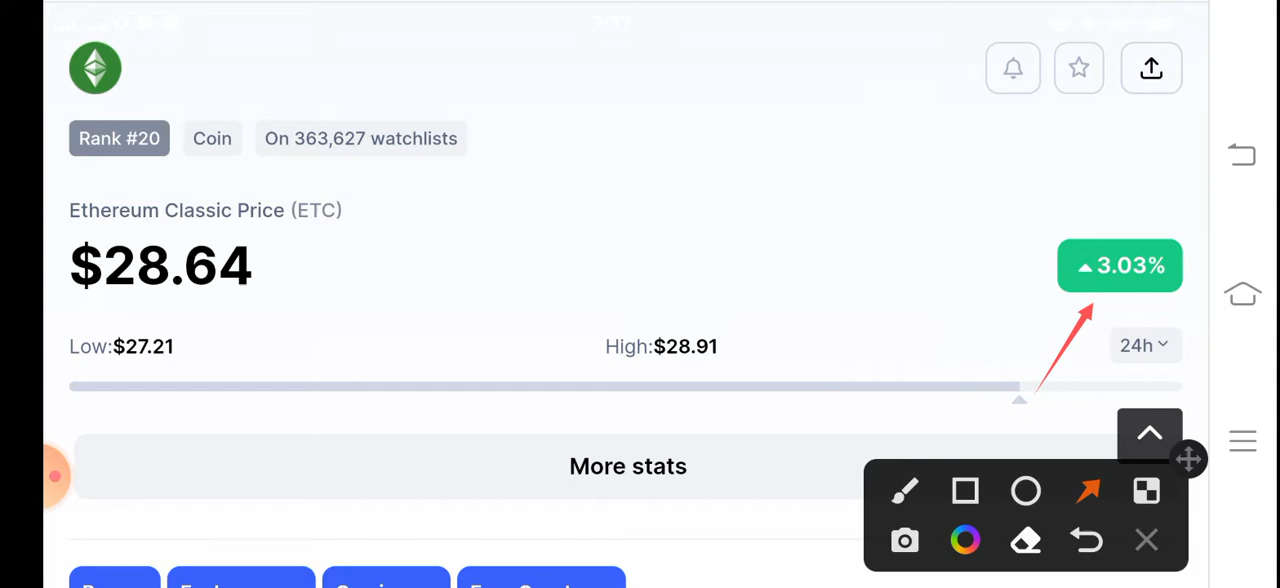 Rank #20 Coin On 363,627 watchlists
Ethereum Classic Price (ETC)
$28.64 3.03%
Low:$27.21 High:$28.91 24h
More stats